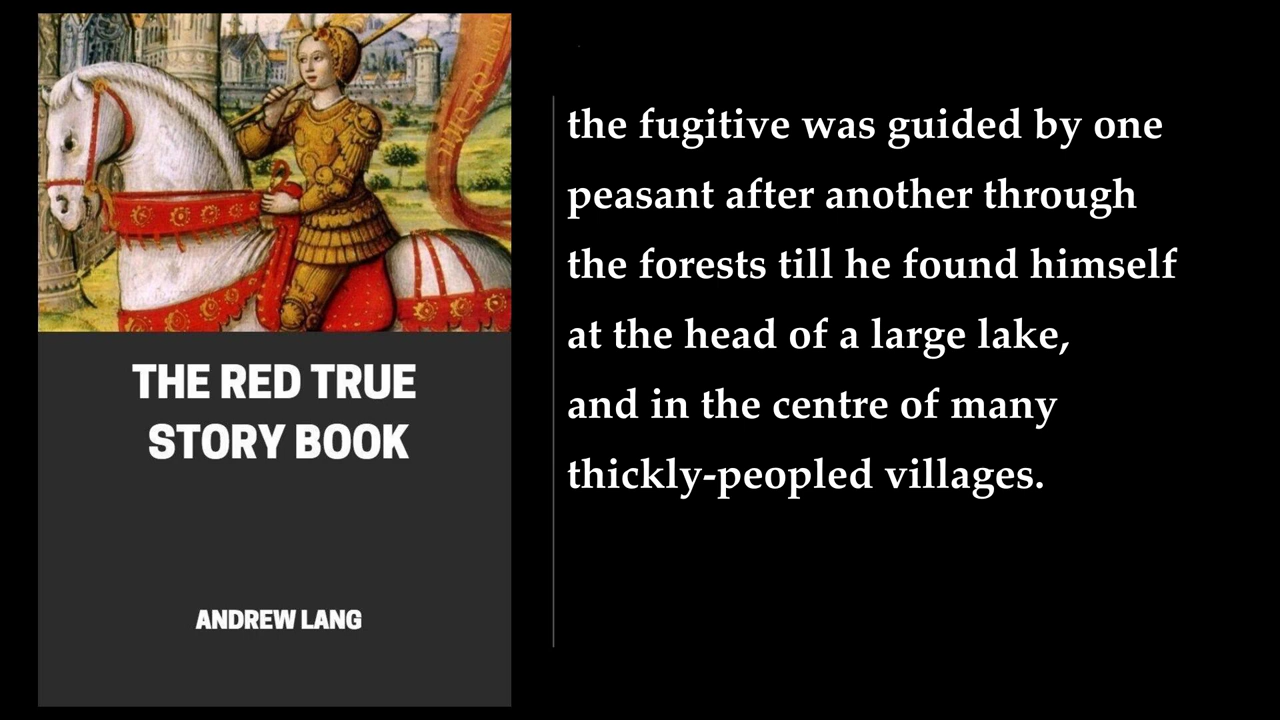 THE RED TRUE
STORY BOOK
ANDREW LANG
the fugitive was guided by one
peasant after another through
the forests till he found himself
at the head of a large lake,
and in the centre of many
thickly-peopled villages.